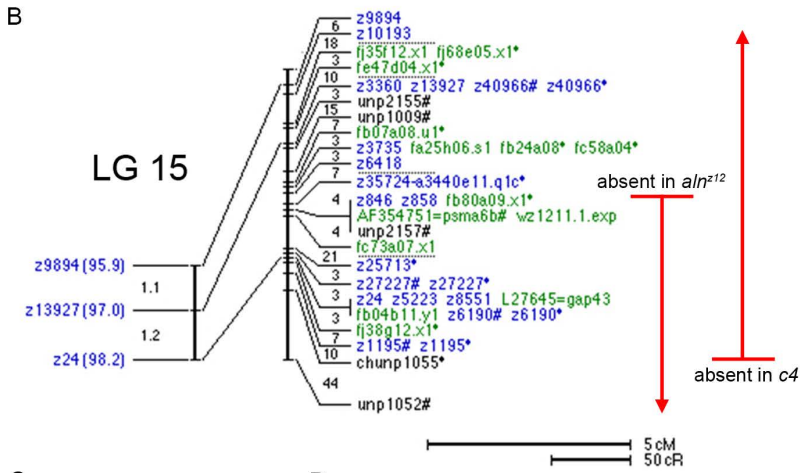 B
z9894
6
z10193
18
fj35f12.x1 fj68e05.x1♦
3
fe47d04.x1♦
10
z3360 z13927 z40966# z40966♦
3
unp2155#
15
unp1009#
7
fb07a08.u1♦
3
z3735 fa25h06.s1 fb24a08♦ fc58a04♦
3
z6418
7
z35724-a3440e11.q1c♦
4
z846 z858 fb80a09.x1♦
AF354751=psma6b# wz1211.1.exp
4
unp2157#
fc73a07.x1
21
z25713♦
3
z27227# z27227♦
3
z24 z5223 z8551 L27645=gap43
fb04b11.y1 z6190# z6190♦
3
fj38g12.x1♦
7
z1195# z1195♦
10
chunp1055♦
44
unp1052#
LG 15
z9894(95.9)
1.1
z13927(97.0)
1.2
z24(98.2)
absent in alnz12
absent in c4
5 cM
50 cR